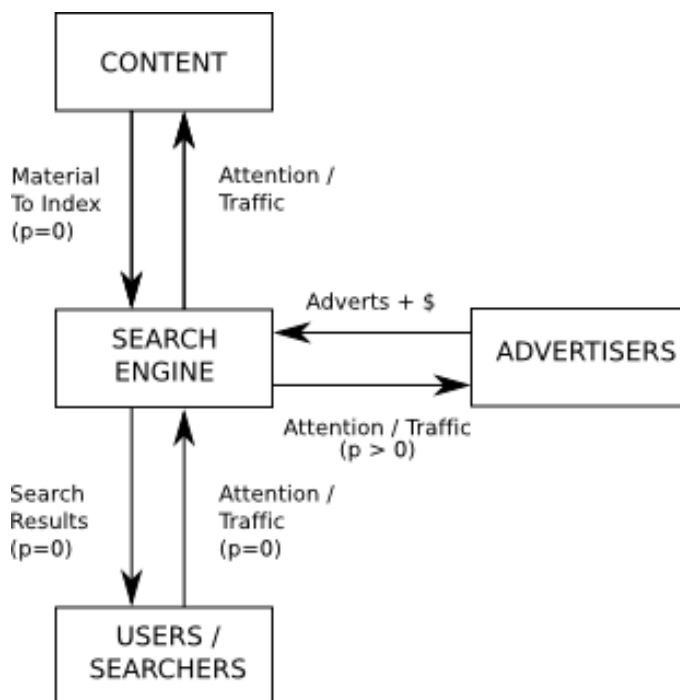 CONTENT
Material
To Index
(p=0)
Attention /
Traffic
SEARCH
ENGINE
Adverts + $
ADVERTISERS
Attention / Traffic
(p > 0)
Search
Results
(p=0)
Attention /
Traffic
(p=0)
USERS /
SEARCHERS